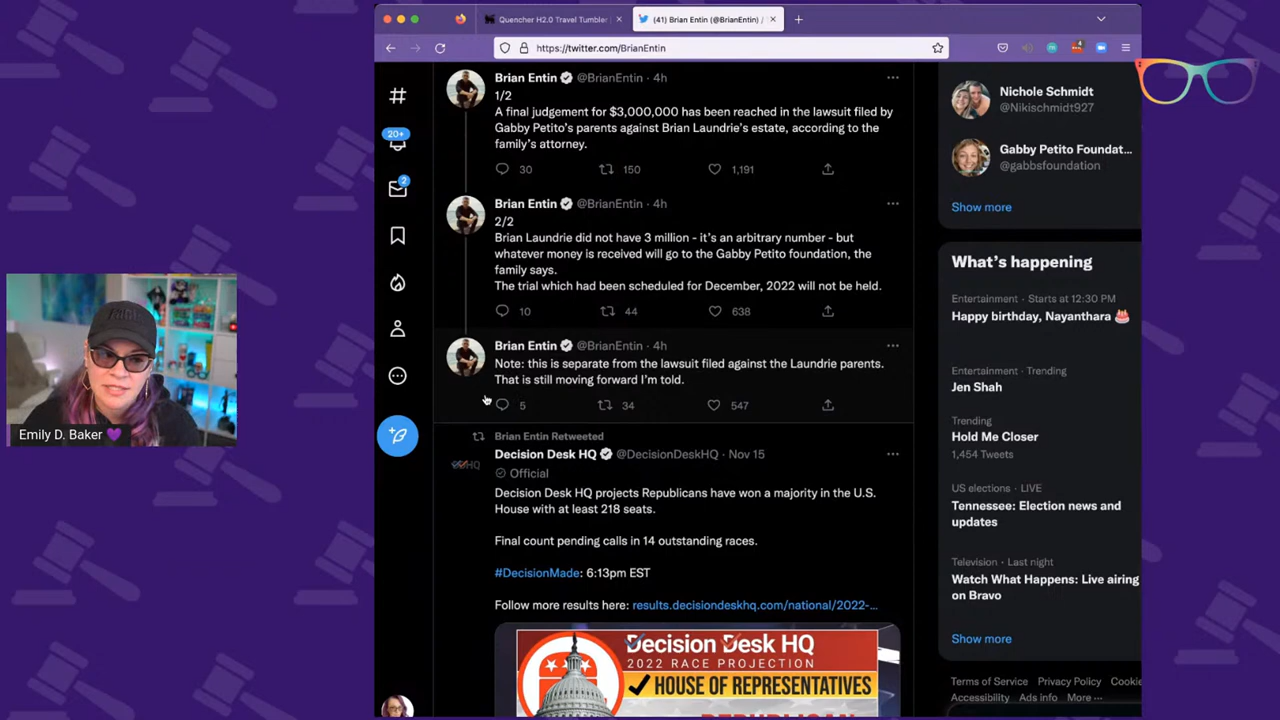 Quencher H2.0 Travel Tumbler
(41) Brian Entin (@BrianEntin) /
https://twitter.com/BrianEntin
Brian Entin @BrianEntin · 4h
1/2
A final judgement for $3,000,000 has been reached in the lawsuit filed by
Gabby Petito's parents against Brian Laundrie's estate, according to the
family's attorney.
30 150 1,191
Brian Entin @BrianEntin · 4h
2/2
Brian Laundrie did not have 3 million - it's an arbitrary number - but
whatever money is received will go to the Gabby Petito foundation, the
family says.
The trial which had been scheduled for December, 2022 will not be held.
10 44 638
Brian Entin @BrianEntin · 4h
Note: this is separate from the lawsuit filed against the Laundrie parents.
That is still moving forward I'm told.
5 34 547
Brian Entin Retweeted
Decision Desk HQ @DecisionDeskHQ · Nov 15
Official
Decision Desk HQ projects Republicans have won a majority in the U.S.
House with at least 218 seats.
Final count pending calls in 14 outstanding races.
#DecisionMade: 6:13pm EST
Follow more results here: results.decisiondeskhq.com/national/2022-…
Decision Desk HQ
2022 RACE PROJECTION
HOUSE OF REPRESENTATIVES
REPUBLICAN
20+
2
Emily D. Baker 💜
Nichole Schmidt
@Nikischmidt927
Gabby Petito Foundat...
@gabbsfoundation
Show more
What's happening
Entertainment · Starts at 12:30 PM
Happy birthday, Nayanthara 🎂
Entertainment · Trending
Jen Shah
Trending
Hold Me Closer
1,454 Tweets
US elections · LIVE
Tennessee: Election news and
updates
Television · Last night
Watch What Happens: Live airing
on Bravo
Show more
Terms of Service Privacy Policy Cookie
Accessibility Ads info More ···